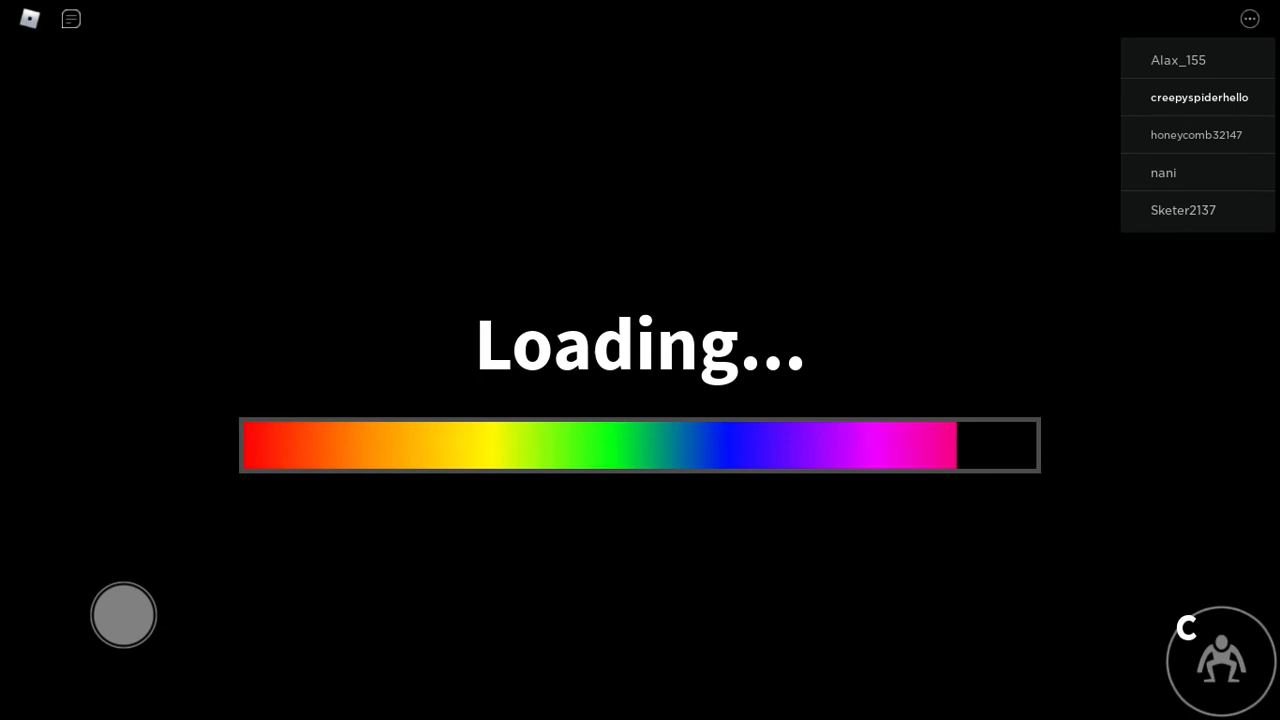 Alax_155
creepyspiderhello
honeycomb32147
nani
Sketer2137
Loading...
C